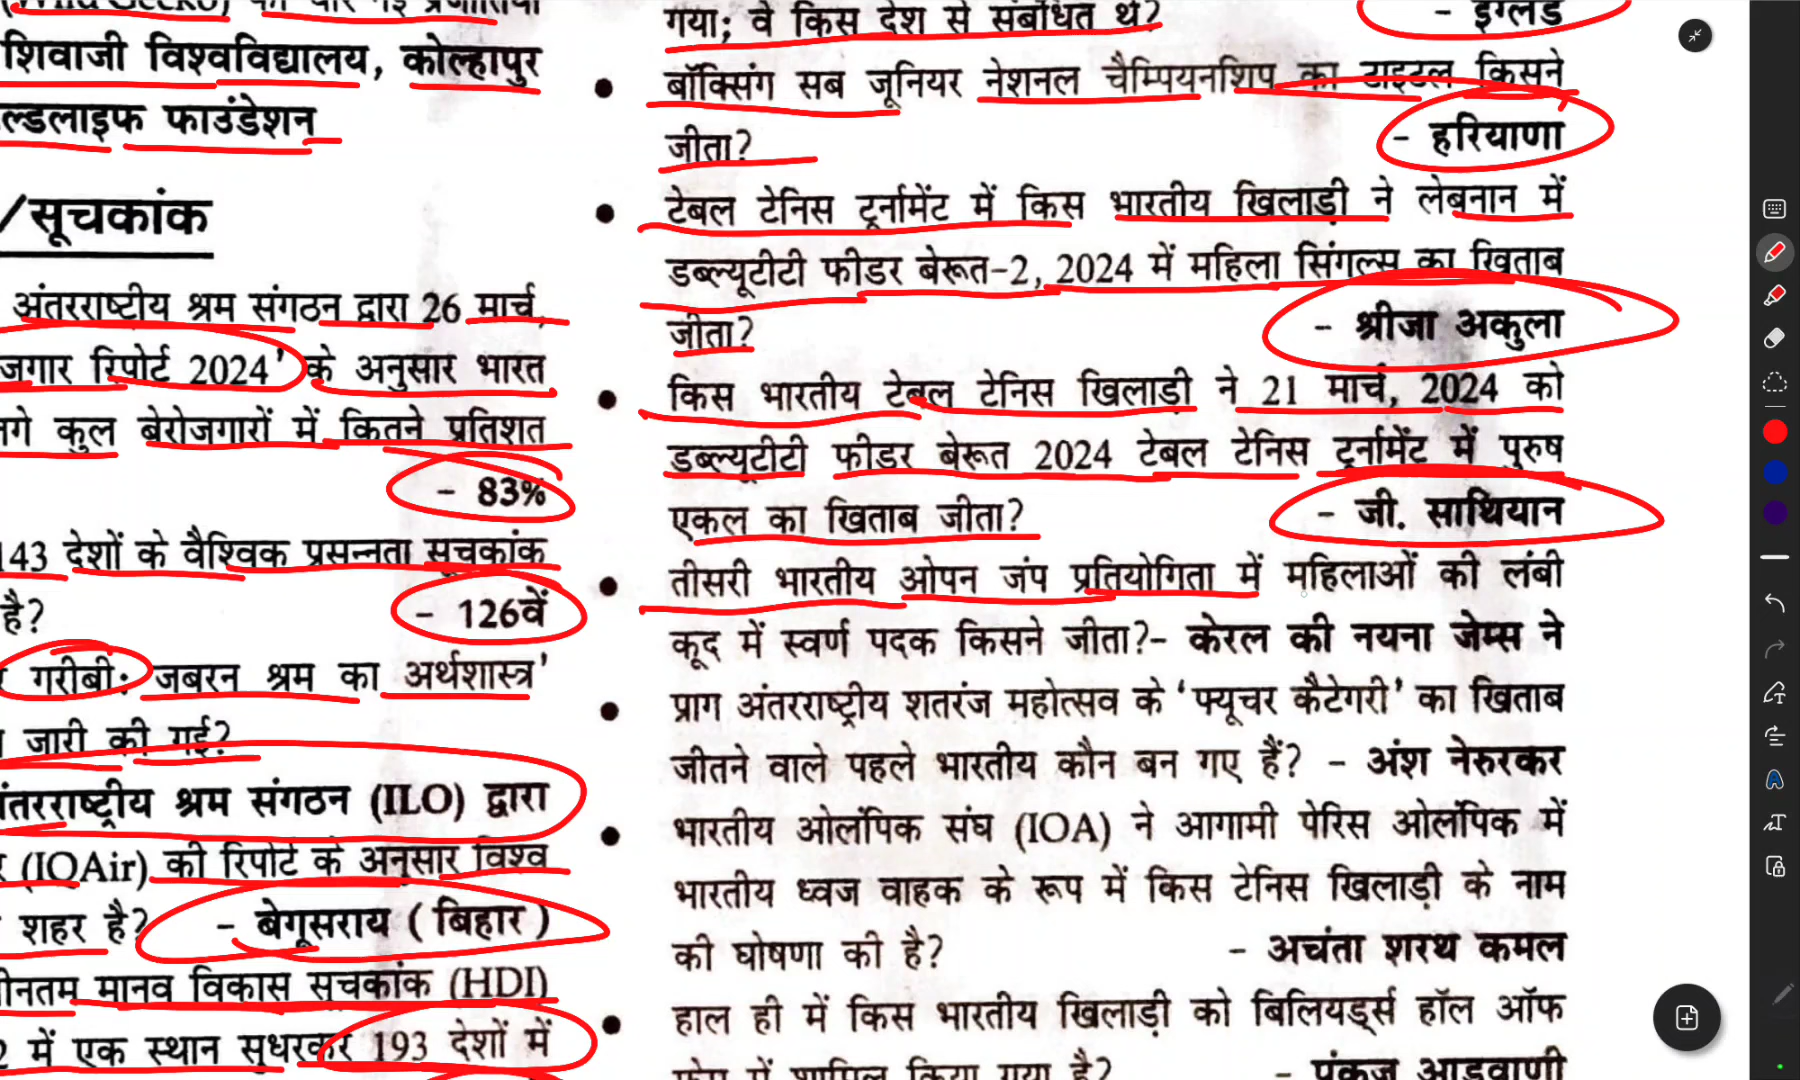 शिवाजी विश्वविद्यालय, कोल्हापुर
ल्डलाइफ फाउंडेशन
/सूचकांक
अंतरराष्ट्रीय श्रम संगठन द्वारा 26 मार्च,
जगार रिपोर्ट 2024' के अनुसार भारत
कुल बेरोजगारों में कितने प्रतिशत
- 83%
143 देशों के वैश्विक प्रसन्नता सूचकांक
है?
- 126वें
गरीबी: जबरन श्रम का अर्थशास्त्र'
जारी की गई?
अंतरराष्ट्रीय श्रम संगठन (ILO) द्वारा
(IQAir) की रिपोर्ट के अनुसार विश्व
शहर है?
- बेगूसराय ( बिहार )
मानव विकास सूचकांक (HDI)
2 में एक स्थान सुधरकर 193 देशों में
गया; वे किस देश से संबंधित थे? - इंग्लैंड
• बॉक्सिंग सब जूनियर नेशनल चैम्पियनशिप का टाइटल किसने
जीता? - हरियाणा
• टेबल टेनिस टूर्नामेंट में किस भारतीय खिलाड़ी ने लेबनान में
डब्ल्यूटीटी फीडर बेरूत-2, 2024 में महिला सिंगल्स का खिताब
जीता? - श्रीजा अकुला
• किस भारतीय टेबल टेनिस खिलाड़ी ने 21 मार्च, 2024 को
डब्ल्यूटीटी फीडर बेरूत 2024 टेबल टेनिस टूर्नामेंट में पुरुष
एकल का खिताब जीता? - जी. साथियान
• तीसरी भारतीय ओपन जंप प्रतियोगिता में महिलाओं की लंबी
कूद में स्वर्ण पदक किसने जीता?- केरल की नयना जेम्स ने
• प्राग अंतरराष्ट्रीय शतरंज महोत्सव के 'फ्यूचर कैटेगरी' का खिताब
जीतने वाले पहले भारतीय कौन बन गए हैं? - अंश नेरुरकर
• भारतीय ओलंपिक संघ (IOA) ने आगामी पेरिस ओलंपिक में
भारतीय ध्वज वाहक के रूप में किस टेनिस खिलाड़ी के नाम
की घोषणा की है? - अचंता शरथ कमल
• हाल ही में किस भारतीय खिलाड़ी को बिलियर्ड्स हॉल ऑफ
फेम में शामिल किया गया है? - पंकज आडवाणी